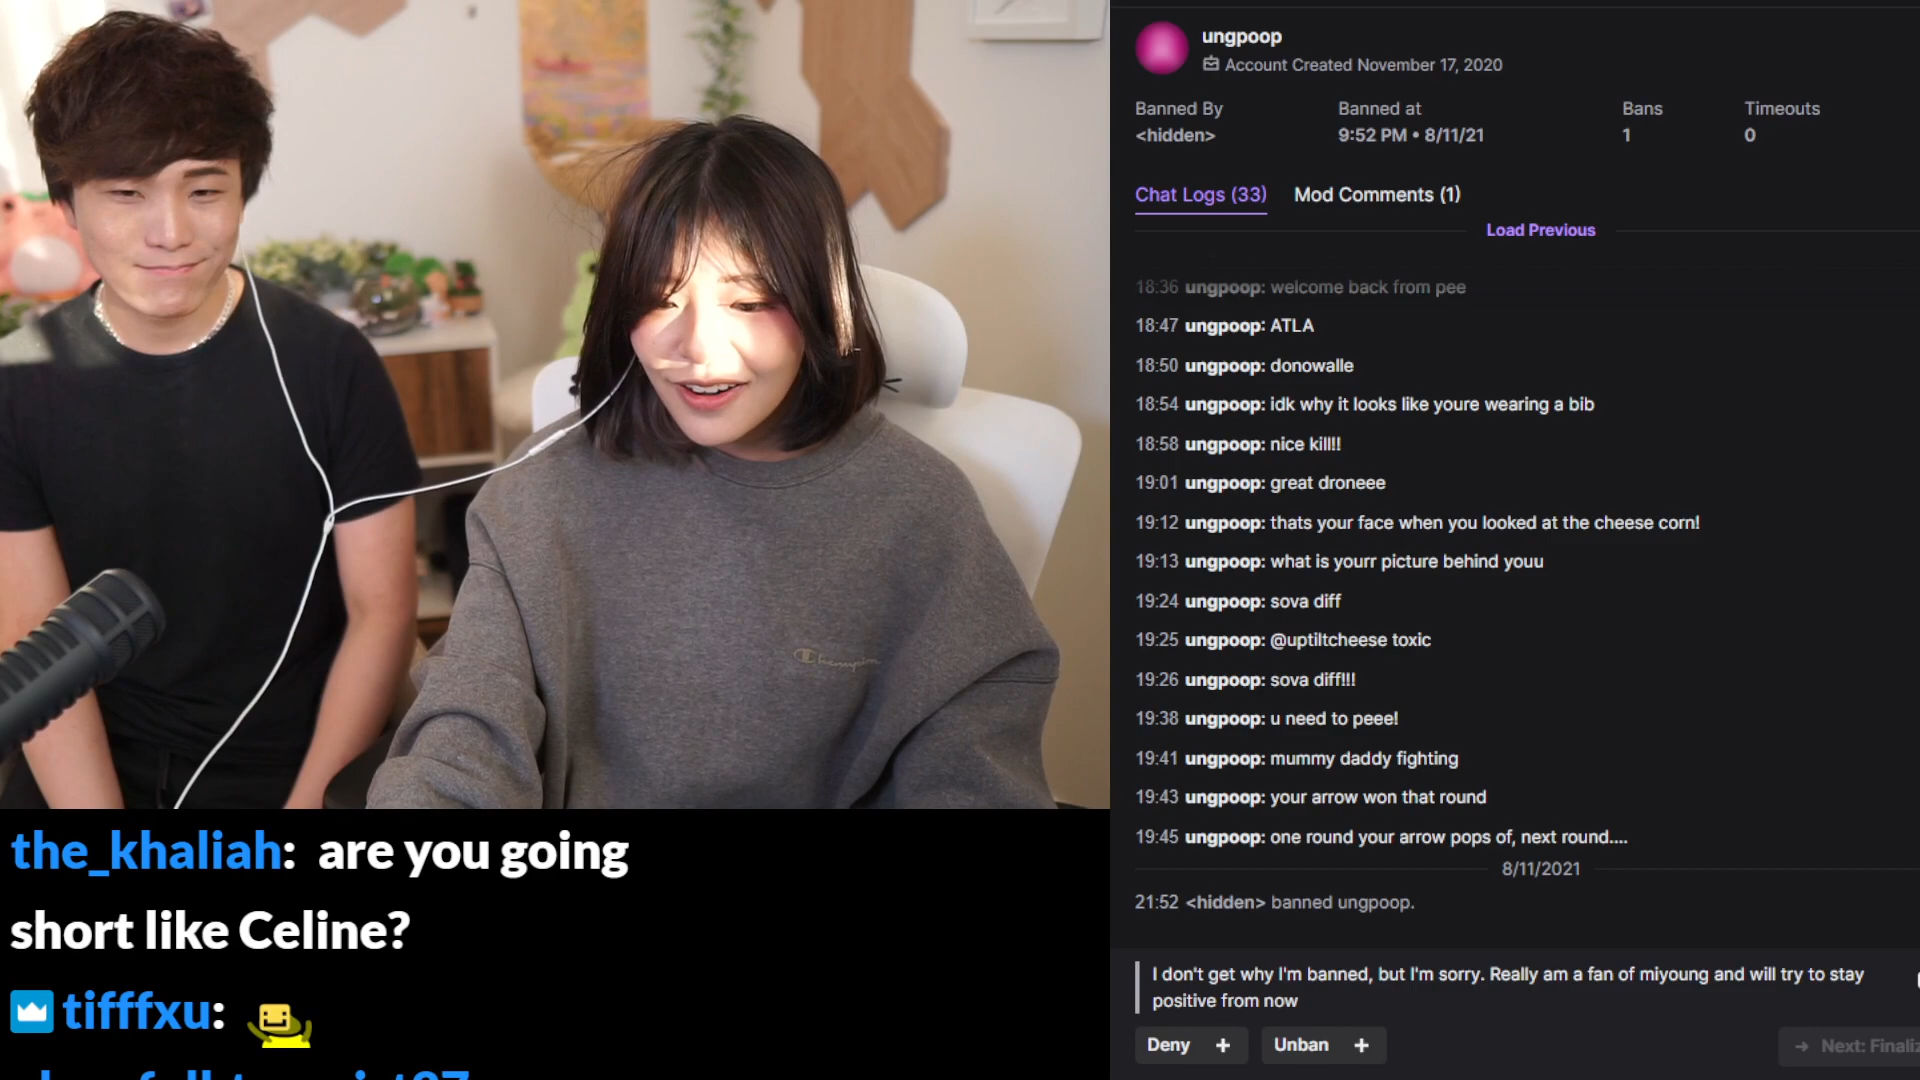 ungpoop
Account Created November 17, 2020
Banned By
Banned at
Bans
Timeouts
<hidden>
9:52 PM • 8/11/21
1
0
Chat Logs (33)
Mod Comments (1)
Load Previous
18:36 ungpoop: welcome back from pee
18:47 ungpoop: ATLA
18:50 ungpoop: donowalle
18:54 ungpoop: idk why it looks like youre wearing a bib
18:58 ungpoop: nice kill!!
19:01 ungpoop: great droneee
19:12 ungpoop: thats your face when you looked at the cheese corn!
19:13 ungpoop: what is yourr picture behind youu
19:24 ungpoop: sova diff
19:25 ungpoop: @uptiltcheese toxic
19:26 ungpoop: sova diff!!!
19:38 ungpoop: u need to peee!
19:41 ungpoop: mummy daddy fighting
19:43 ungpoop: your arrow won that round
19:45 ungpoop: one round your arrow pops of, next round....
8/11/2021
21:52 <hidden> banned ungpoop.
I don't get why I'm banned, but I'm sorry. Really am a fan of miyoung and will try to stay
positive from now
Deny +
Unban +
→ Next:
Champion
the_khaliah: are you going
short like Celine?
tifffxu: